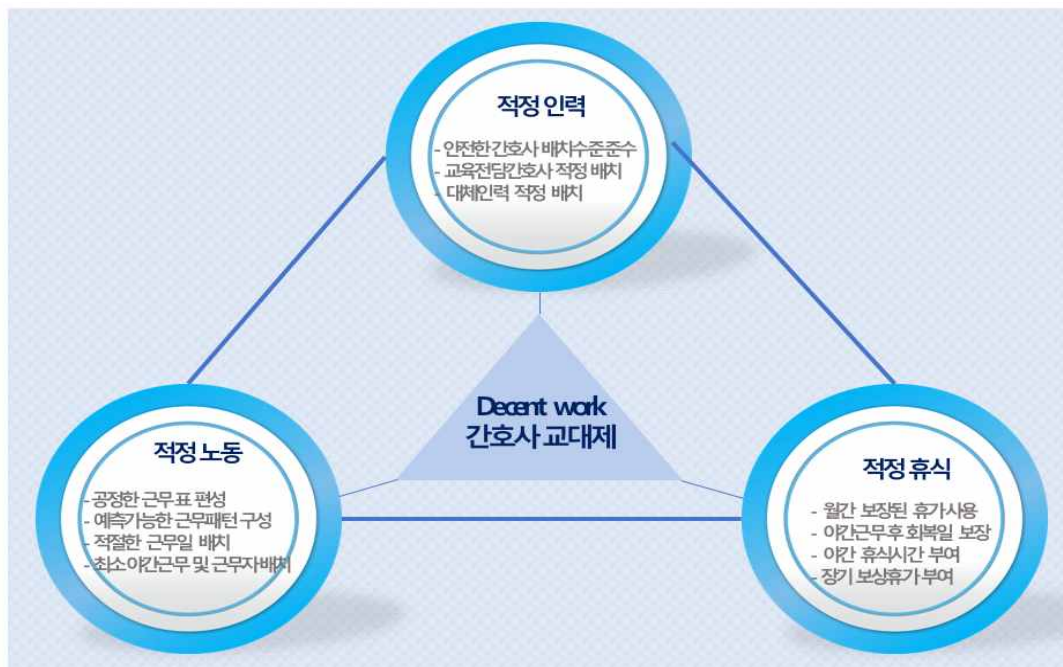 적정 인력
- 안전한 간호사 배치수준 준수
- 교육전담간호사 적정 배치
- 대체인력 적정 배치
Decent work
간호사 교대제
적정 노동
- 공정한 근무표 편성
- 예측가능한 근무패턴 구성
- 적절한 근무일 배치
- 최소 야간근무 및 근무자 배치
적정 휴식
- 월간 보장된 휴가사용
- 야간근무 후 회복일 보장
- 야간 휴식시간 부여
- 장기 보상휴가 부여